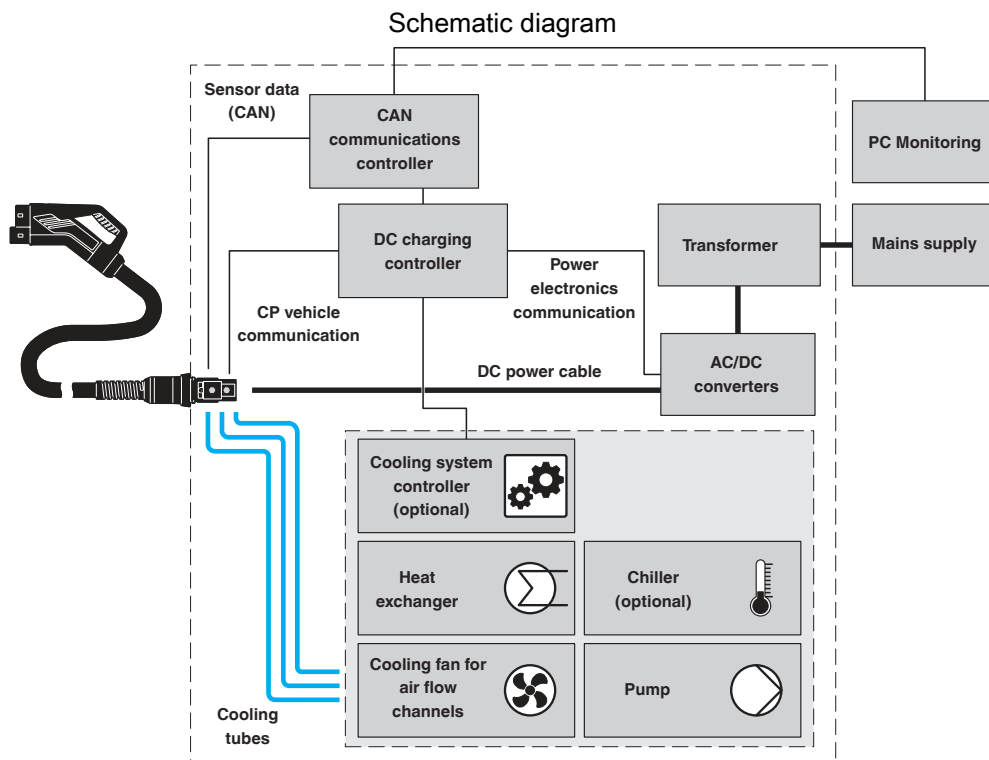 Schematic diagram
Sensor data
(CAN)
CAN
communications
controller
PC Monitoring
DC charging
controller
Transformer
Mains supply
Power
electronics
communication
CP vehicle
communication
DC power cable
AC/DC
converters
Cooling system
controller
(optional)
Heat
exchanger
Chiller
(optional)
Cooling fan for
air flow
channels
Pump
Cooling
tubes